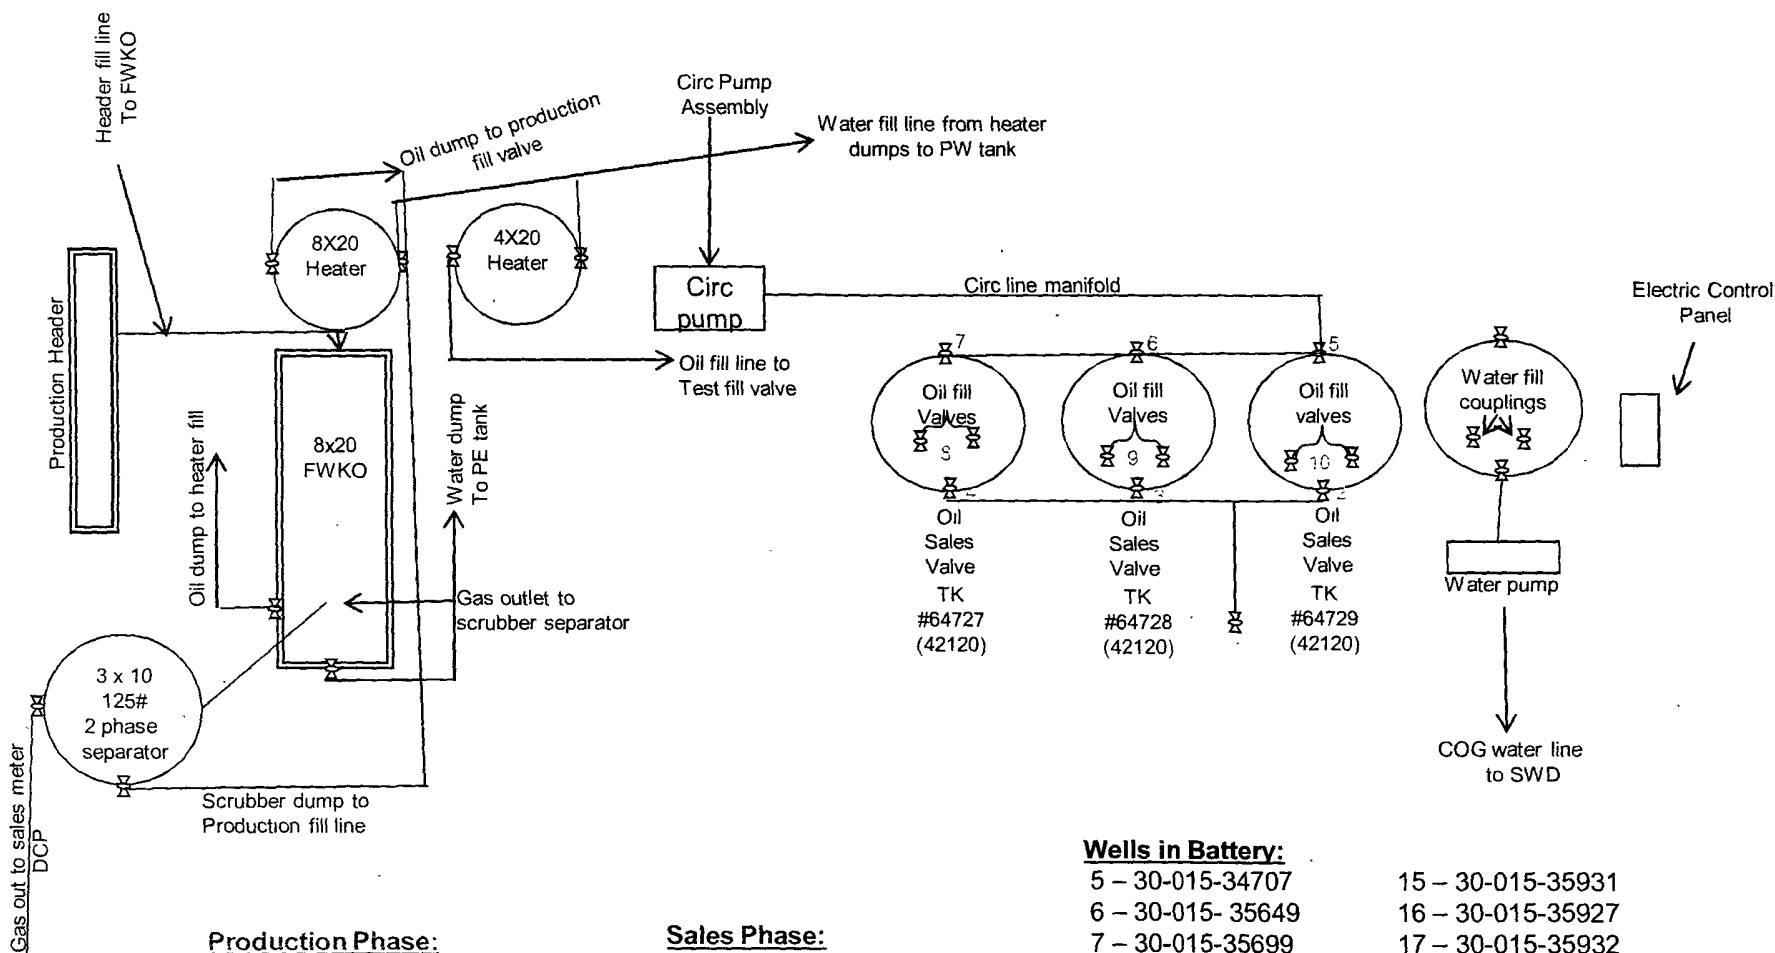 Header fill line
To FWKO
Circ Pump
Assembly
Oil dump to production
fill valve
Water fill line from heater
dumps to PW tank
8X20
Heater
4X20
Heater
Circ
pump
Circ line manifold
Electric Control
Panel
Production Header
Oil fill line to
Test fill valve
7
6
5
Oil fill
Valves
8
Oil fill
Valves
9
Oil fill
valves
10
Water fill
couplings
8x20
FWKO
Oil dump to heater fill
Water dump
To PE tank
Gas outlet to
scrubber separator
Oil
Sales
Valve
TK
#64727
(42120)
Oil
Sales
Valve
TK
#64728
(42120)
Oil
Sales
Valve
TK
#64729
(42120)
Water pump
3 x 10
125#
2 phase
separator
COG water line
to SWD
Scrubber dump to
Production fill line
Gas out to sales meter
DCP
Wells in Battery:
5 – 30-015-34707
6 – 30-015- 35649
7 – 30-015-35699
15 – 30-015-35931
16 – 30-015-35927
17 – 30-015-35932
Production Phase:
Sales Phase: